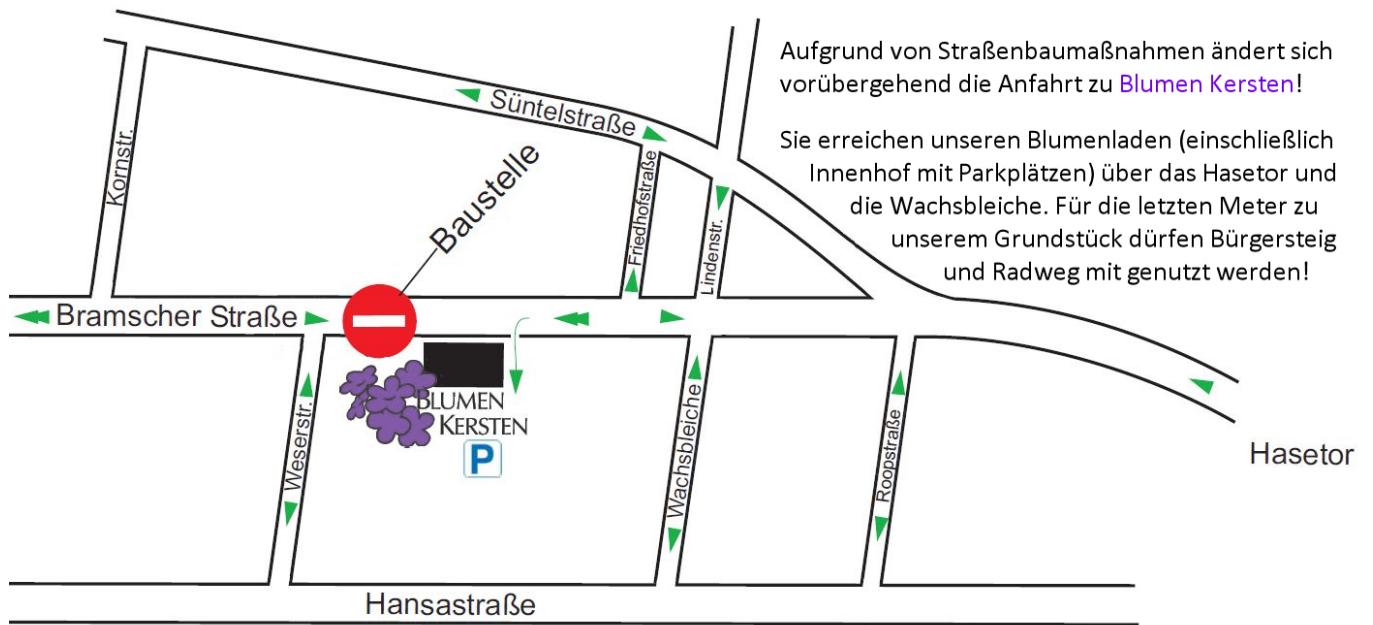 Aufgrund von Straßenbaumaßnahmen ändert sich
vorübergehend die Anfahrt zu Blumen Kersten!
Sie erreichen unseren Blumenladen (einschließlich
Innenhof mit Parkplätzen) über das Hasetor und
die Wachsbleiche. Für die letzten Meter zu
unserem Grundstück dürfen Bürgersteig
und Radweg mit genutzt werden!
Süntelstraße
Kornstr.
Baustelle
Friedhofstraße
Lindenstr.
Bramscher Straße
BLUMEN
KERSTEN
P
Weserstr.
Wachsbleiche
Roopstraße
Hasetor
Hansastraße